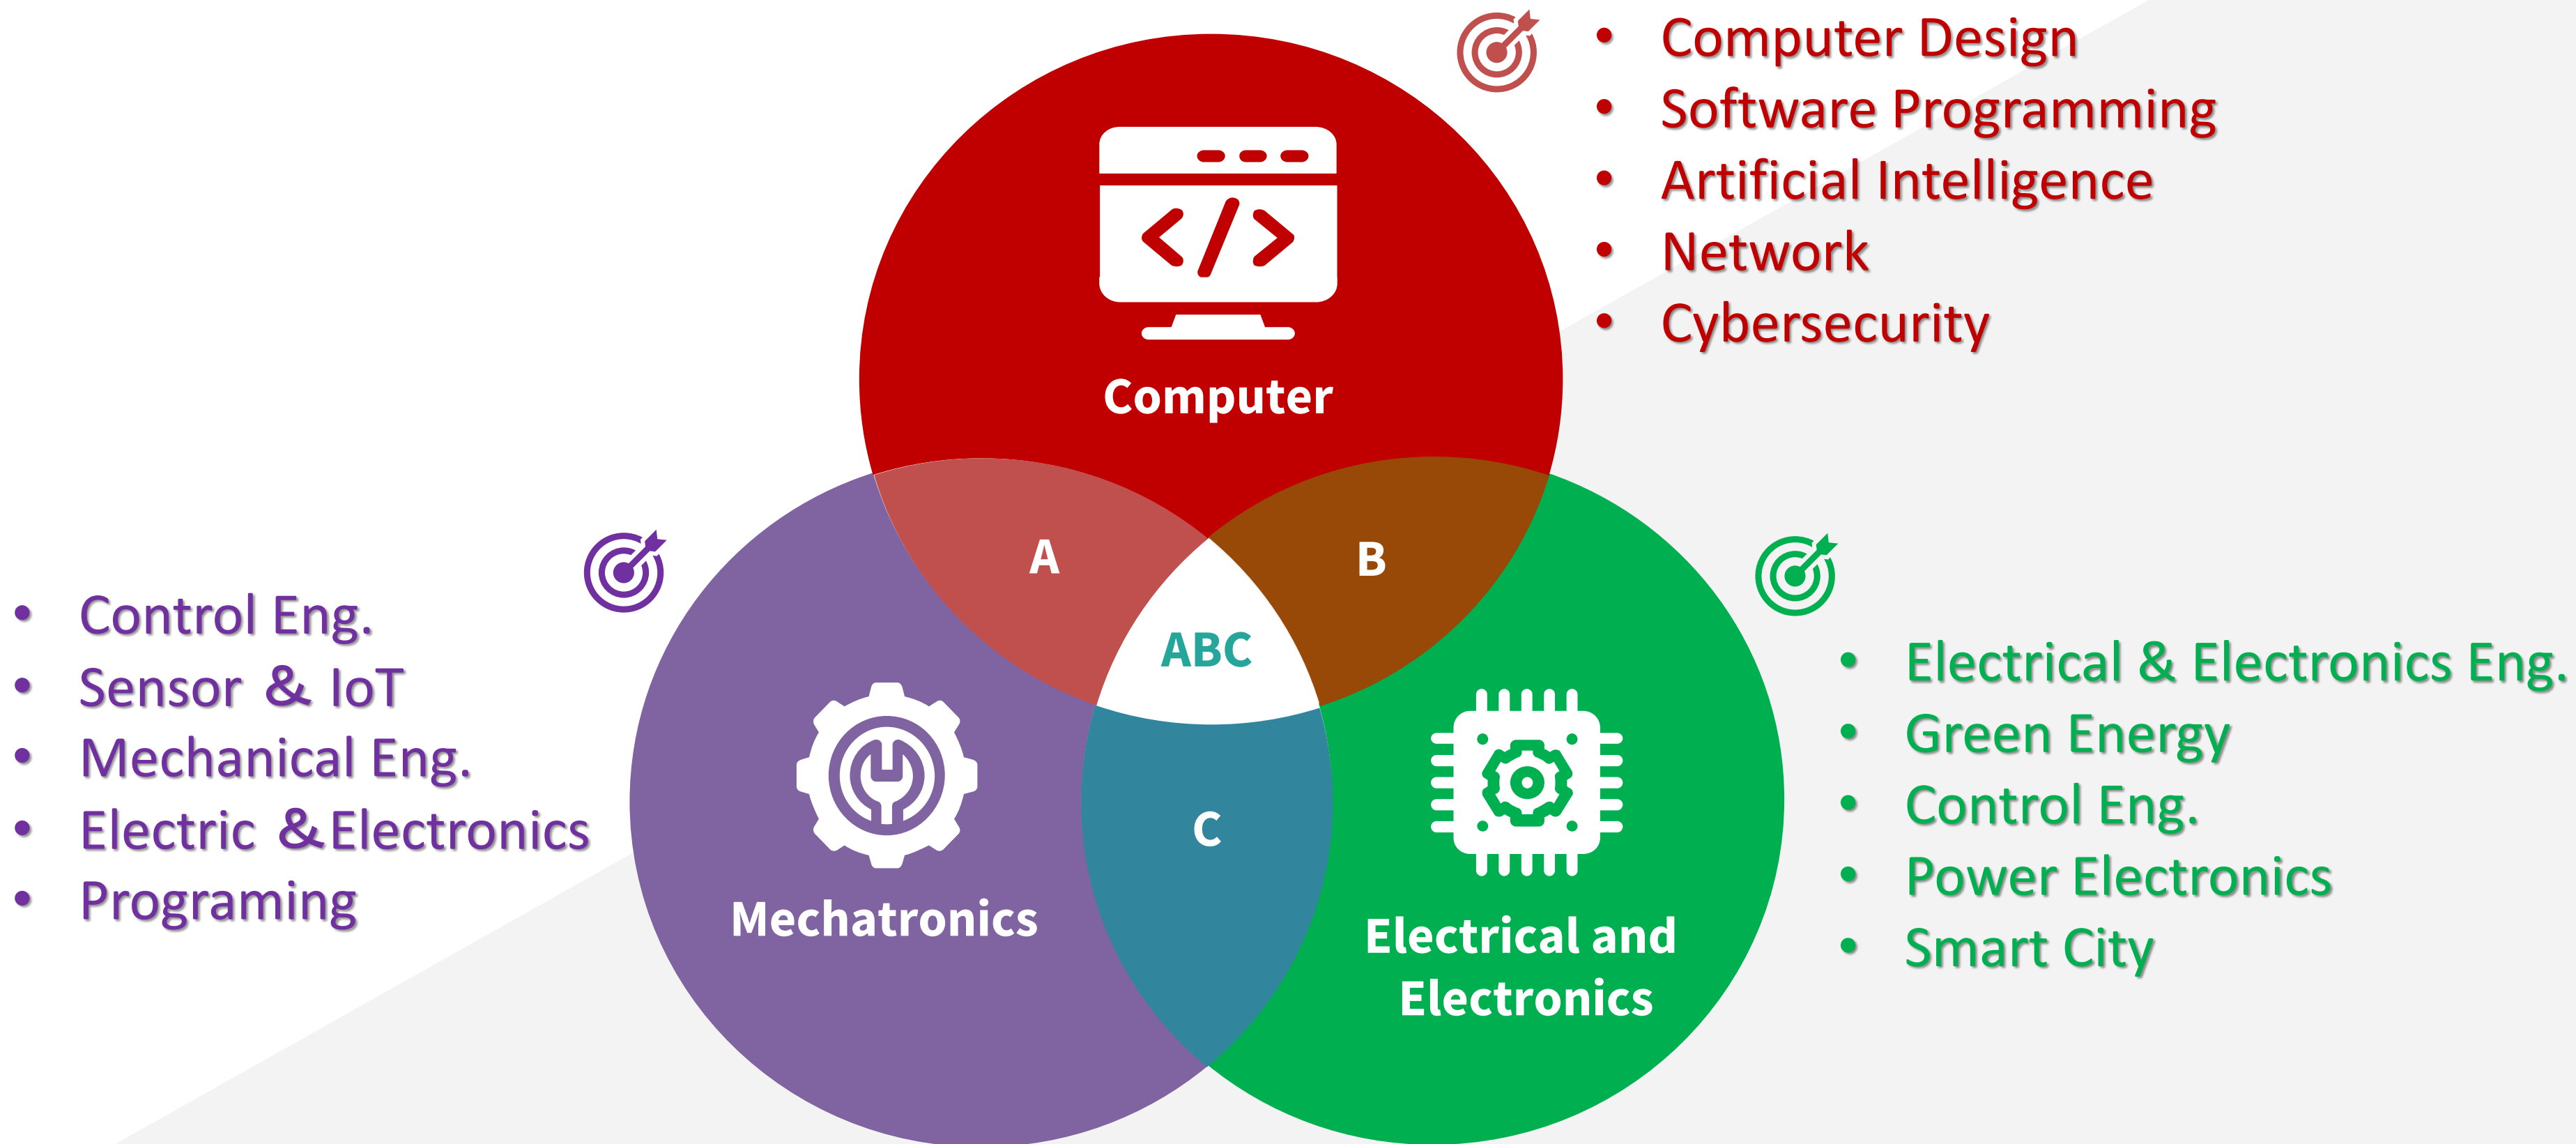 • Computer Design
• Software Programming
• Artificial Intelligence
• Network
• Cybersecurity
</>
Computer
A
B
ABC
C
• Control Eng.
• Sensor & IoT
• Mechanical Eng.
• Electric &Electronics
• Programing
Mechatronics
Electrical and
Electronics
• Electrical & Electronics Eng.
• Green Energy
• Control Eng.
• Power Electronics
• Smart City